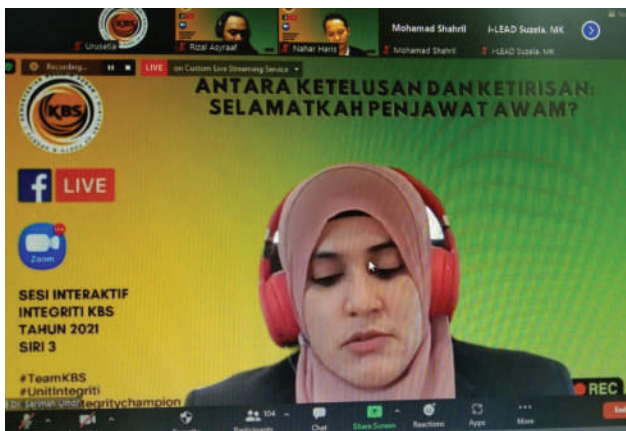 KBS
Mohamad Shahril
i-LEAD Suzela. MK
Urusetia
Rizal Asyraaf
Nahar Haris
Mohamad Shahril
i-LEAD Suzela. MK
Recording...
LIVE
on Custom Live Streaming Service
ANTARA KETELUSAN DAN KETIRISAN:
SELAMATKAH PENJAWAT AWAM?
KBS
f LIVE
Zoom
SESI INTERAKTIF
INTEGRITI KBS
TAHUN 2021
SIRI 3
#TeamKBS
#UnitIntegriti
tegritychampion
REC
104
Participants
Chat
Share Screen
Reactions
Apps
More